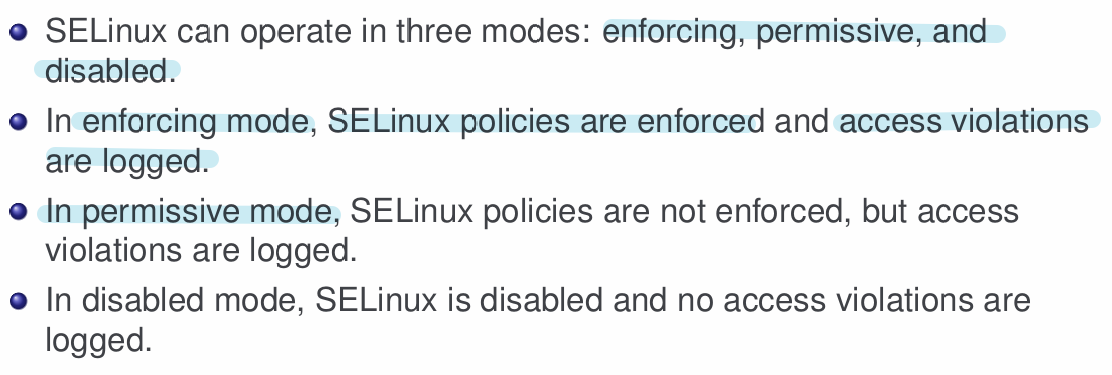 SELinux can operate in three modes: enforcing, permissive, and
disabled.
In enforcing mode, SELinux policies are enforced and access violations
are logged.
In permissive mode, SELinux policies are not enforced, but access
violations are logged.
In disabled mode, SELinux is disabled and no access violations are
logged.